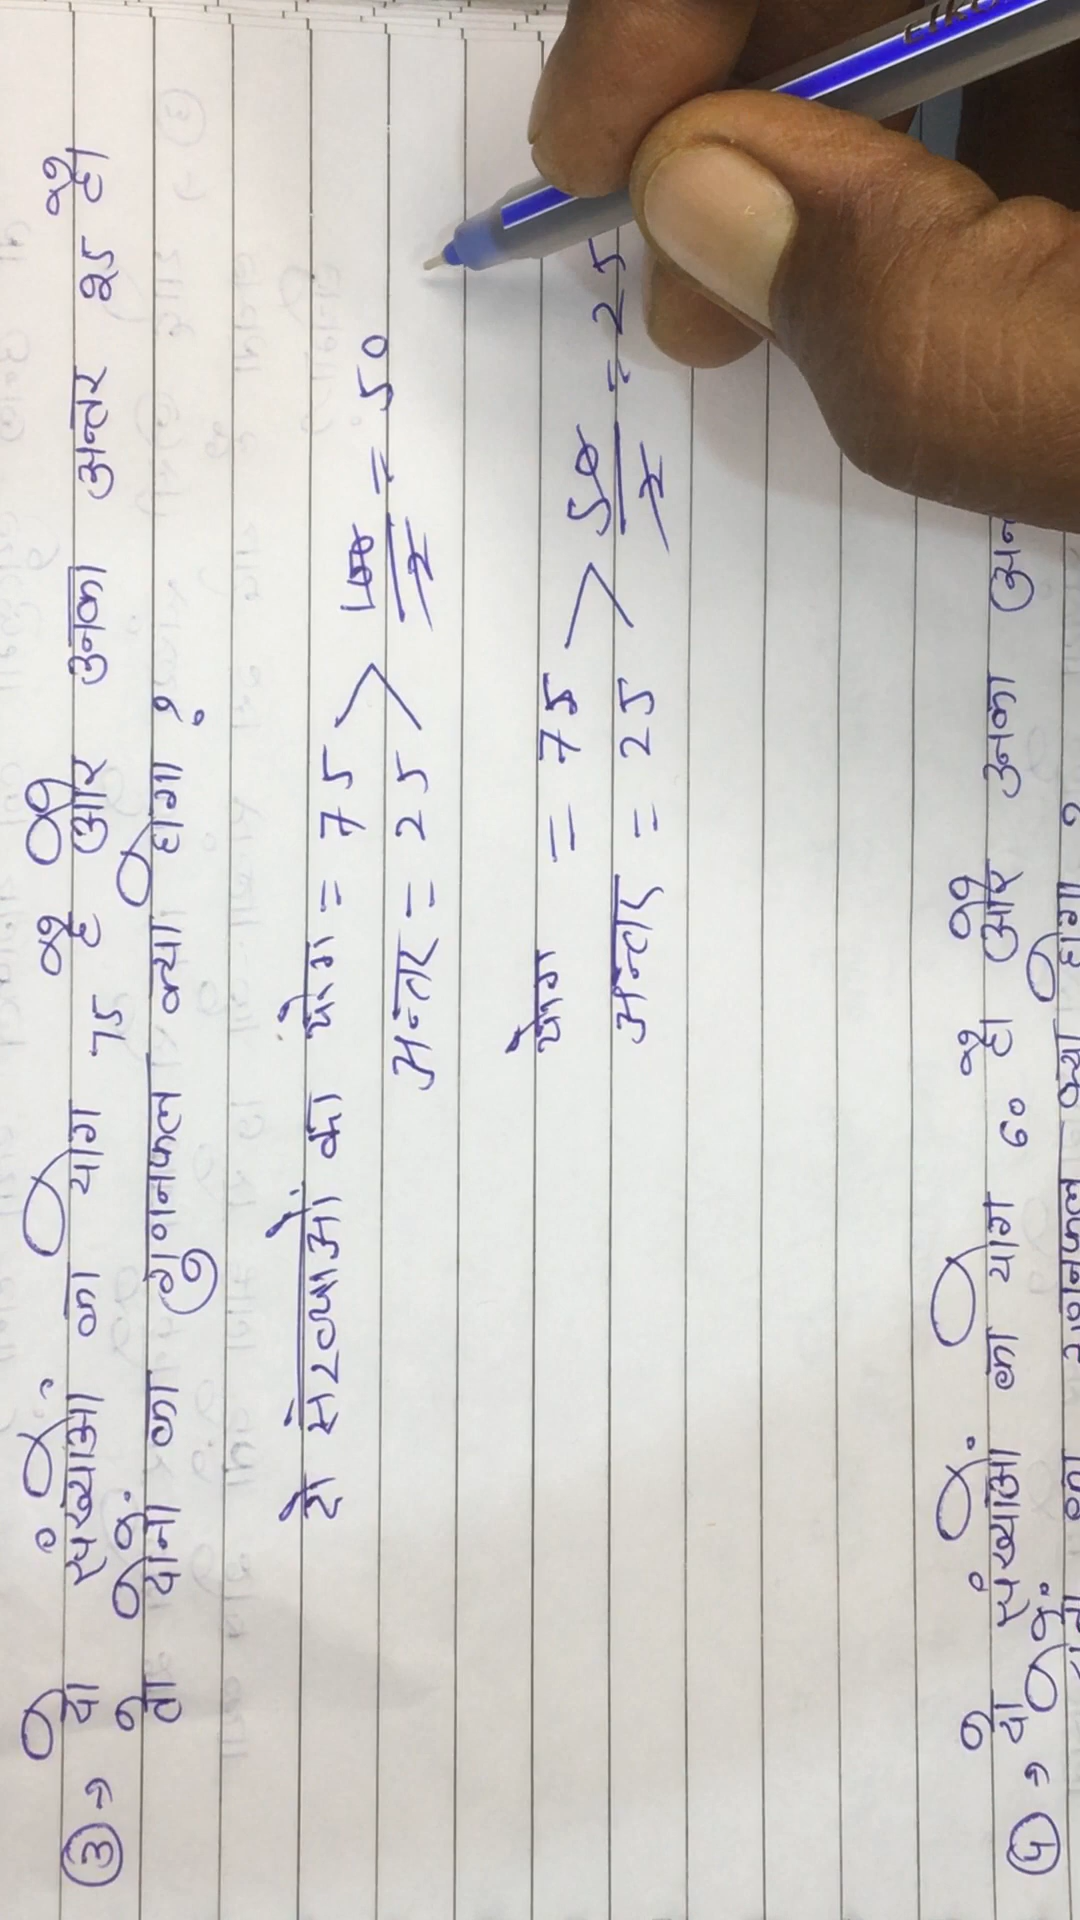 ③→ दो संख्याओं का योग 75 है और उनका अन्तर 25 है।
तो दोनों का गुणनफल क्या होगा ?
दो संख्याओं का योग = 75 > 100/2 = 50
अन्तर = 25
योग = 75 > 50/2 = 25
अन्तर = 25
④→ दो संख्याओं का योग 60 है। और उनका
का गुणनफल क्या होगा ?